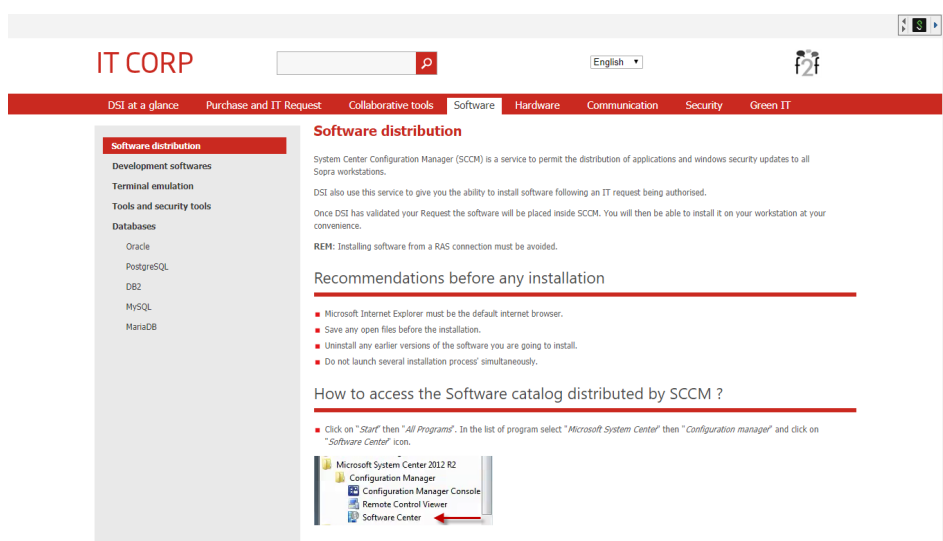 IT CORP
English
f2f
DSI at a glance Purchase and IT Request Collaborative tools Software Hardware Communication Security Green IT
Software distribution
Development softwares
Terminal emulation
Tools and security tools
Databases
Oracle
PostgreSQL
DB2
MySQL
MariaDB
Software distribution
System Center Configuration Manager (SCCM) is a service to permit the distribution of applications and windows security updates to all
Sopra workstations.
DSI also use this service to give you the ability to install software following an IT request being authorised.
Once DSI has validated your Request the software will be placed inside SCCM. You will then be able to install it on your workstation at your
convenience.
REM: Installing software from a RAS connection must be avoided.
Recommendations before any installation
Microsoft Internet Explorer must be the default internet browser.
Save any open files before the installation.
Uninstall any earlier versions of the software you are going to install.
Do not launch several installation process' simultaneously.
How to access the Software catalog distributed by SCCM ?
Click on "Start" then "All Programs". In the list of program select "Microsoft System Center" then "Configuration manager" and click on
"Software Center" icon.
Microsoft System Center 2012 R2
Configuration Manager
Configuration Manager Console
Remote Control Viewer
Software Center